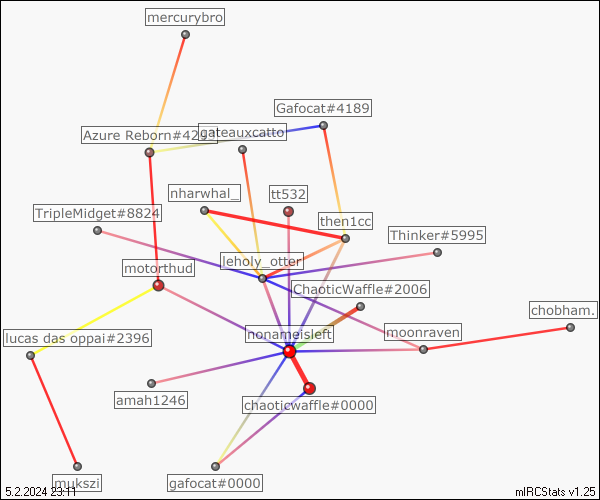 mercurybro
Gafocat#4189
Azure Reborn#42
gateauxcatto
nharwhal_
tt532
TripleMidget#8824
then1cc
Thinker#5995
leholy_otter
motorthud
ChaoticWaffle#2006
chobham.
lucas das oppai#2396
nonameisleft
moonraven
amah1246
chaoticwaffle#0000
mukszi
gafocat#0000
5.2.2024 23:11
mIRCStats v1.25